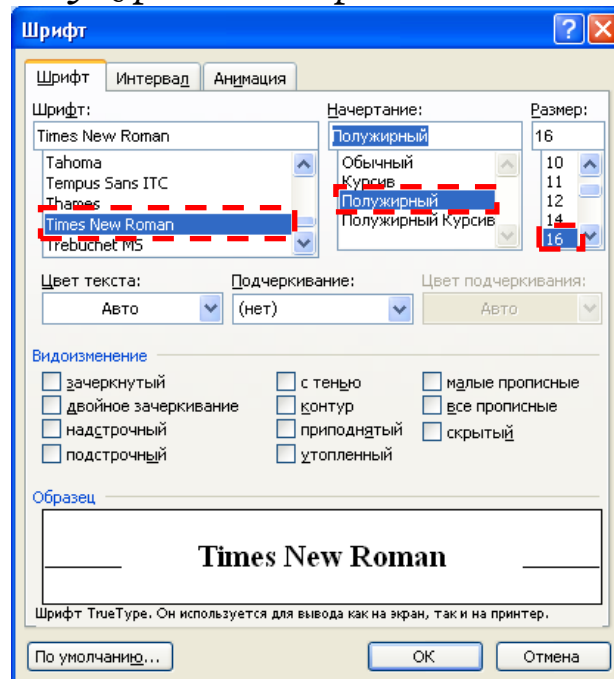 Шрифт
Шрифт Интервал Анимация
Шрифт: Начертание: Размер:
Times New Roman Полужирный 16
Tahoma Обычный 10
Tempus Sans ITC Курсив 11
Thames Полужирный 12
Times New Roman Полужирный Курсив 14
Trebuchet MS 16
Цвет текста: Подчеркивание: Цвет подчеркивания:
Авто (нет) Авто
Видоизменение
зачеркнутый с тенью малые прописные
двойное зачеркивание контур все прописные
надстрочный приподнятый скрытый
подстрочный утопленный
Образец
Times New Roman
Шрифт TrueType. Он используется для вывода как на экран, так и на принтер.
По умолчанию... ОК Отмена